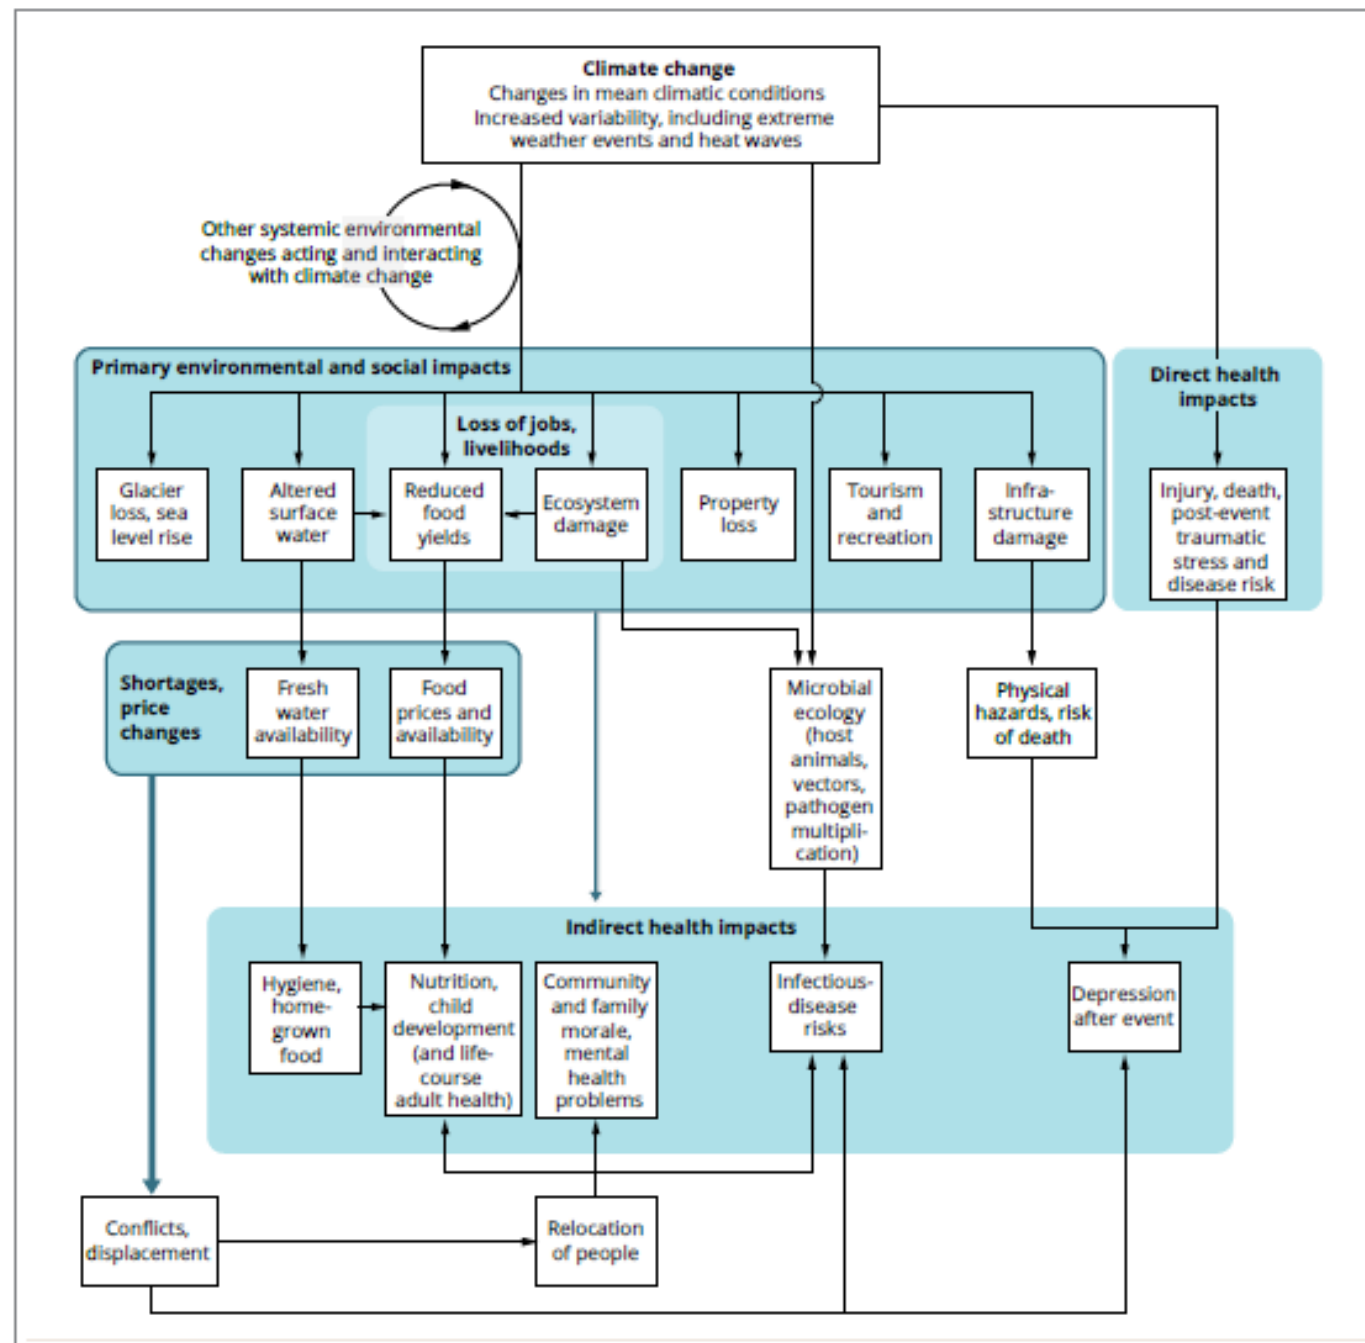 Climate change
Changes in mean climatic conditions
Increased variability, including extreme
weather events and heat waves
Other systemic environmental
changes acting and interacting
with climate change
Primary environmental and social impacts
Direct health
impacts
Loss of jobs,
livelihoods
Glacier
loss, sea
level rise
Altered
surface
water
Reduced
food
yields
Ecosystem
damage
Property
loss
Tourism
and
recreation
Infra-
structure
damage
Injury, death,
post-event
traumatic
stress and
disease risk
Shortages,
price
changes
Fresh
water
availability
Food
prices and
availability
Microbial
ecology
(host
animals,
vectors,
pathogen
multipli-
cation)
Physical
hazards, risk
of death
Indirect health impacts
Hygiene,
home-
grown
food
Nutrition,
child
development
(and life-
course
adult health)
Community
and family
morale,
mental
health
problems
Infectious-
disease
risks
Depression
after event
Conflicts,
displacement
Relocation
of people